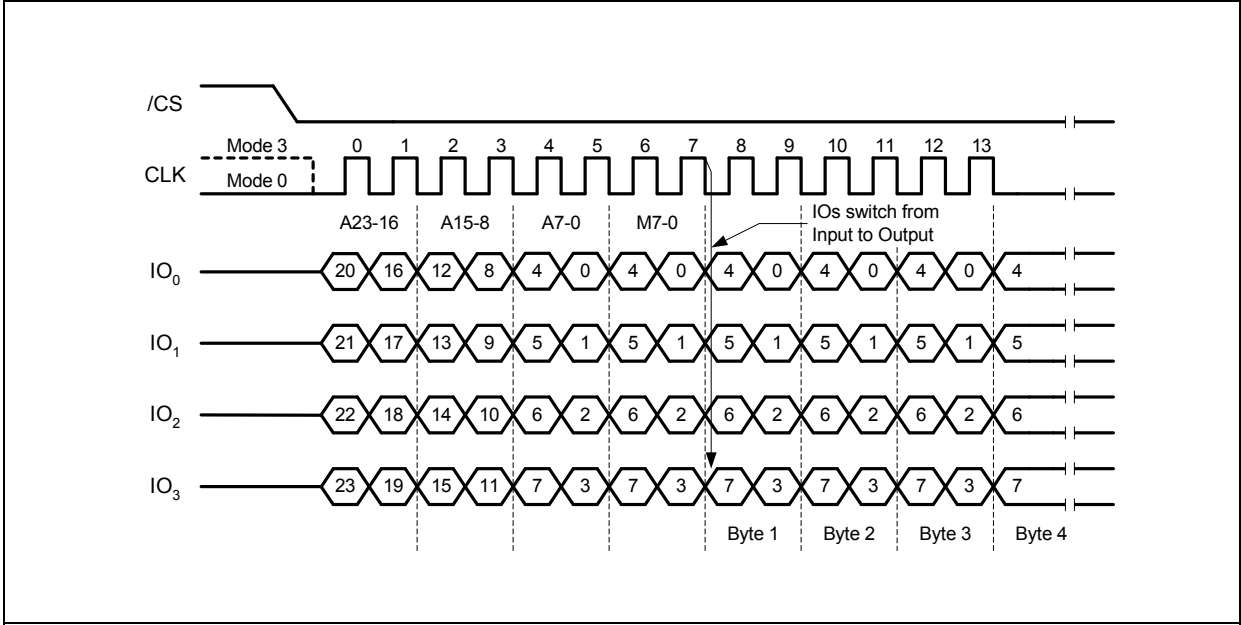 /CS
Mode 3 0 1 2 3 4 5 6 7 8 9 10 11 12 13
CLK
Mode 0
A23-16 A15-8 A7-0 M7-0 IOs switch from
Input to Output
IO0 20 16 12 8 4 0 4 0 4 0 4 0 4 0 4
IO1 21 17 13 9 5 1 5 1 5 1 5 1 5 1 5
IO2 22 18 14 10 6 2 6 2 6 2 6 2 6 2 6
IO3 23 19 15 11 7 3 7 3 7 3 7 3 7 3 7
Byte 1 Byte 2 Byte 3 Byte 4